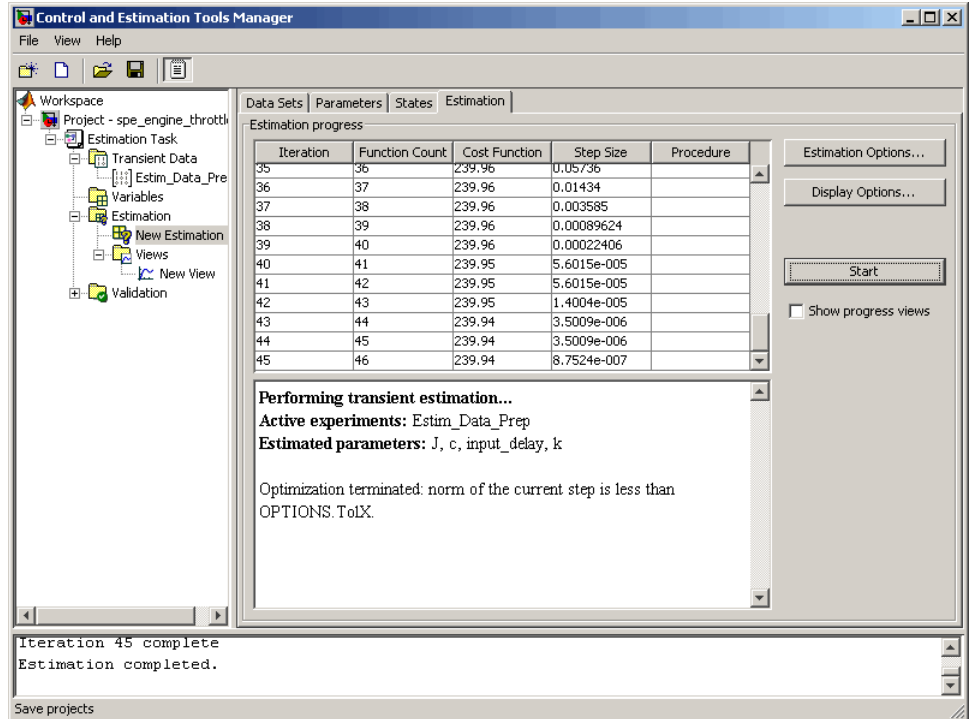 Control and Estimation Tools Manager
File View Help
Workspace
Project - spe_engine_throttl
Estimation Task
Transient Data
Estim_Data_Pre
Variables
Estimation
New Estimation
Views
New View
Validation
Data Sets Parameters States Estimation
Estimation progress
Iteration Function Count Cost Function Step Size Procedure
35 36 239.96 0.05736
36 37 239.96 0.01434
37 38 239.96 0.003585
38 39 239.96 0.00089624
39 40 239.96 0.00022406
40 41 239.95 5.6015e-005
41 42 239.95 5.6015e-005
42 43 239.95 1.4004e-005
43 44 239.94 3.5009e-006
44 45 239.94 3.5009e-006
45 46 239.94 8.7524e-007
Performing transient estimation...
Active experiments: Estim_Data_Prep
Estimated parameters: J, c, input_delay, k
Optimization terminated: norm of the current step is less than
OPTIONS.TolX.
Estimation Options...
Display Options...
Start
Show progress views
Iteration 45 complete
Estimation completed.
Save projects